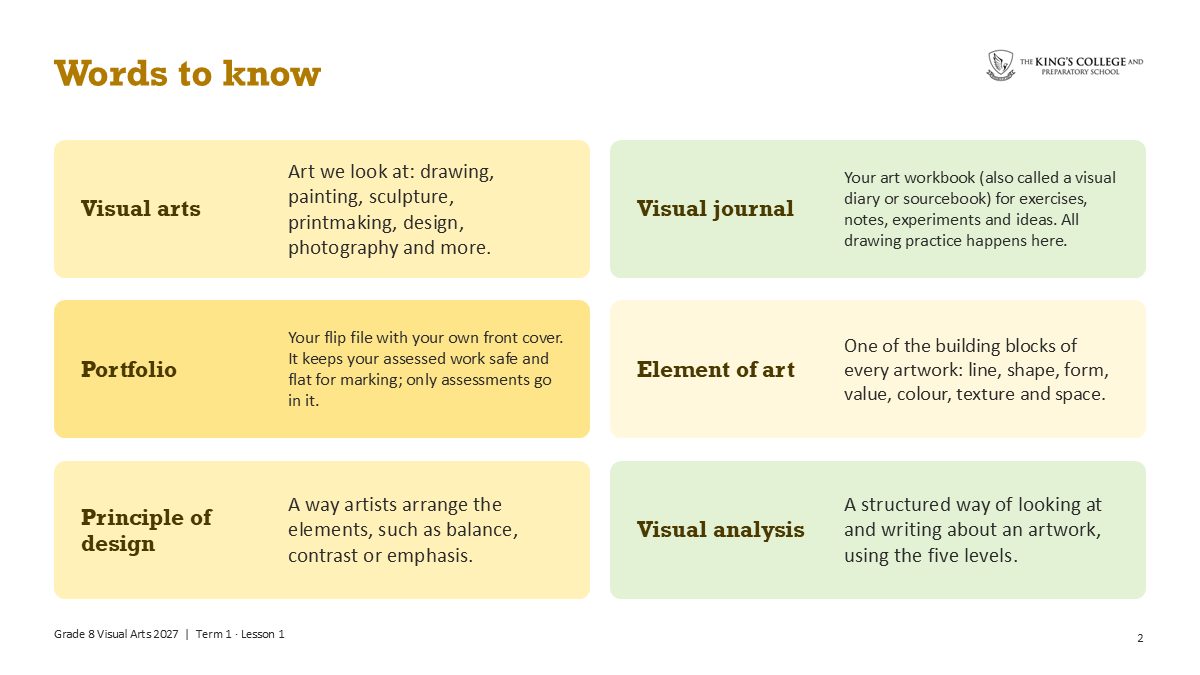 Words to know
THE KING'S COLLEGE AND
PREPARATORY SCHOOL
Visual arts
Art we look at: drawing,
painting, sculpture,
printmaking, design,
photography and more.
Visual journal
Your art workbook (also called a visual
diary or sourcebook) for exercises,
notes, experiments and ideas. All
drawing practice happens here.
Portfolio
Your flip file with your own front cover.
It keeps your assessed work safe and
flat for marking; only assessments go
in it.
Element of art
One of the building blocks of
every artwork: line, shape, form,
value, colour, texture and space.
Principle of
design
A way artists arrange the
elements, such as balance,
contrast or emphasis.
Visual analysis
A structured way of looking at
and writing about an artwork,
using the five levels.
Grade 8 Visual Arts 2027 | Term 1 · Lesson 1
2